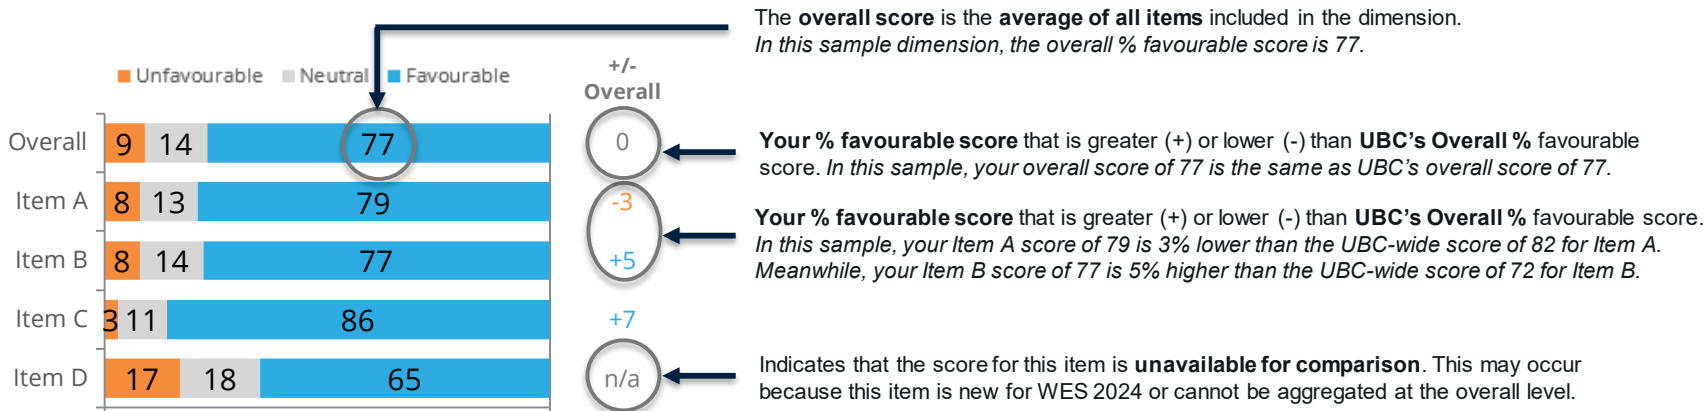 The overall score is the average of all items included in the dimension.
In this sample dimension, the overall % favourable score is 77.
Unfavourable Neutral Favourable
+/-
Overall
Overall 9 14 77 0
Your % favourable score that is greater (+) or lower (-) than UBC's Overall % favourable
score. In this sample, your overall score of 77 is the same as UBC's overall score of 77.
Item A 8 13 79 -3
Your % favourable score that is greater (+) or lower (-) than UBC's Overall % favourable score.
In this sample, your Item A score of 79 is 3% lower than the UBC-wide score of 82 for Item A.
Meanwhile, your Item B score of 77 is 5% higher than the UBC-wide score of 72 for Item B.
Item B 8 14 77 +5
Item C 3 11 86 +7
Item D 17 18 65 n/a
Indicates that the score for this item is unavailable for comparison. This may occur
because this item is new for WES 2024 or cannot be aggregated at the overall level.